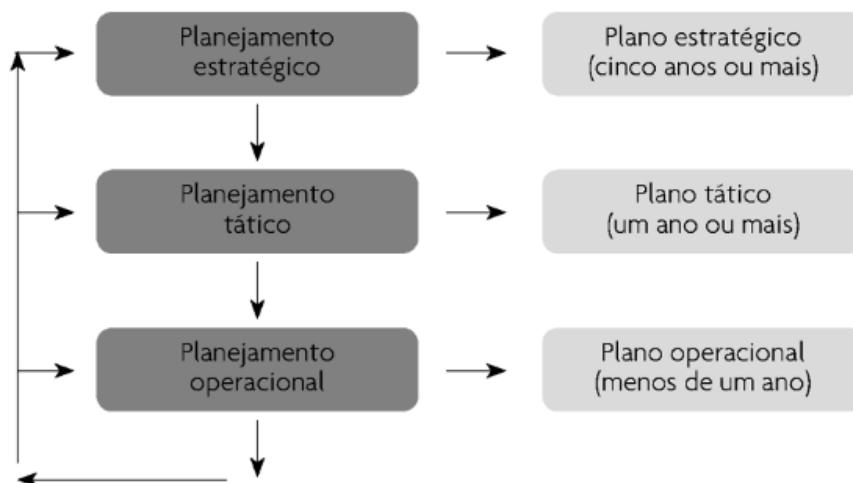 Planejamento
estratégico
Plano estratégico
(cinco anos ou mais)
Planejamento
tático
Plano tático
(um ano ou mais)
Planejamento
operacional
Plano operacional
(menos de um ano)